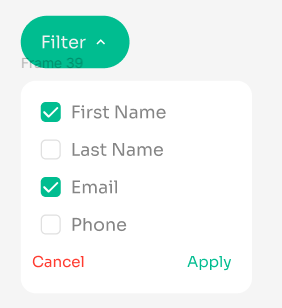 Filter
Frame 39
First Name
Last Name
Email
Phone
Cancel Apply